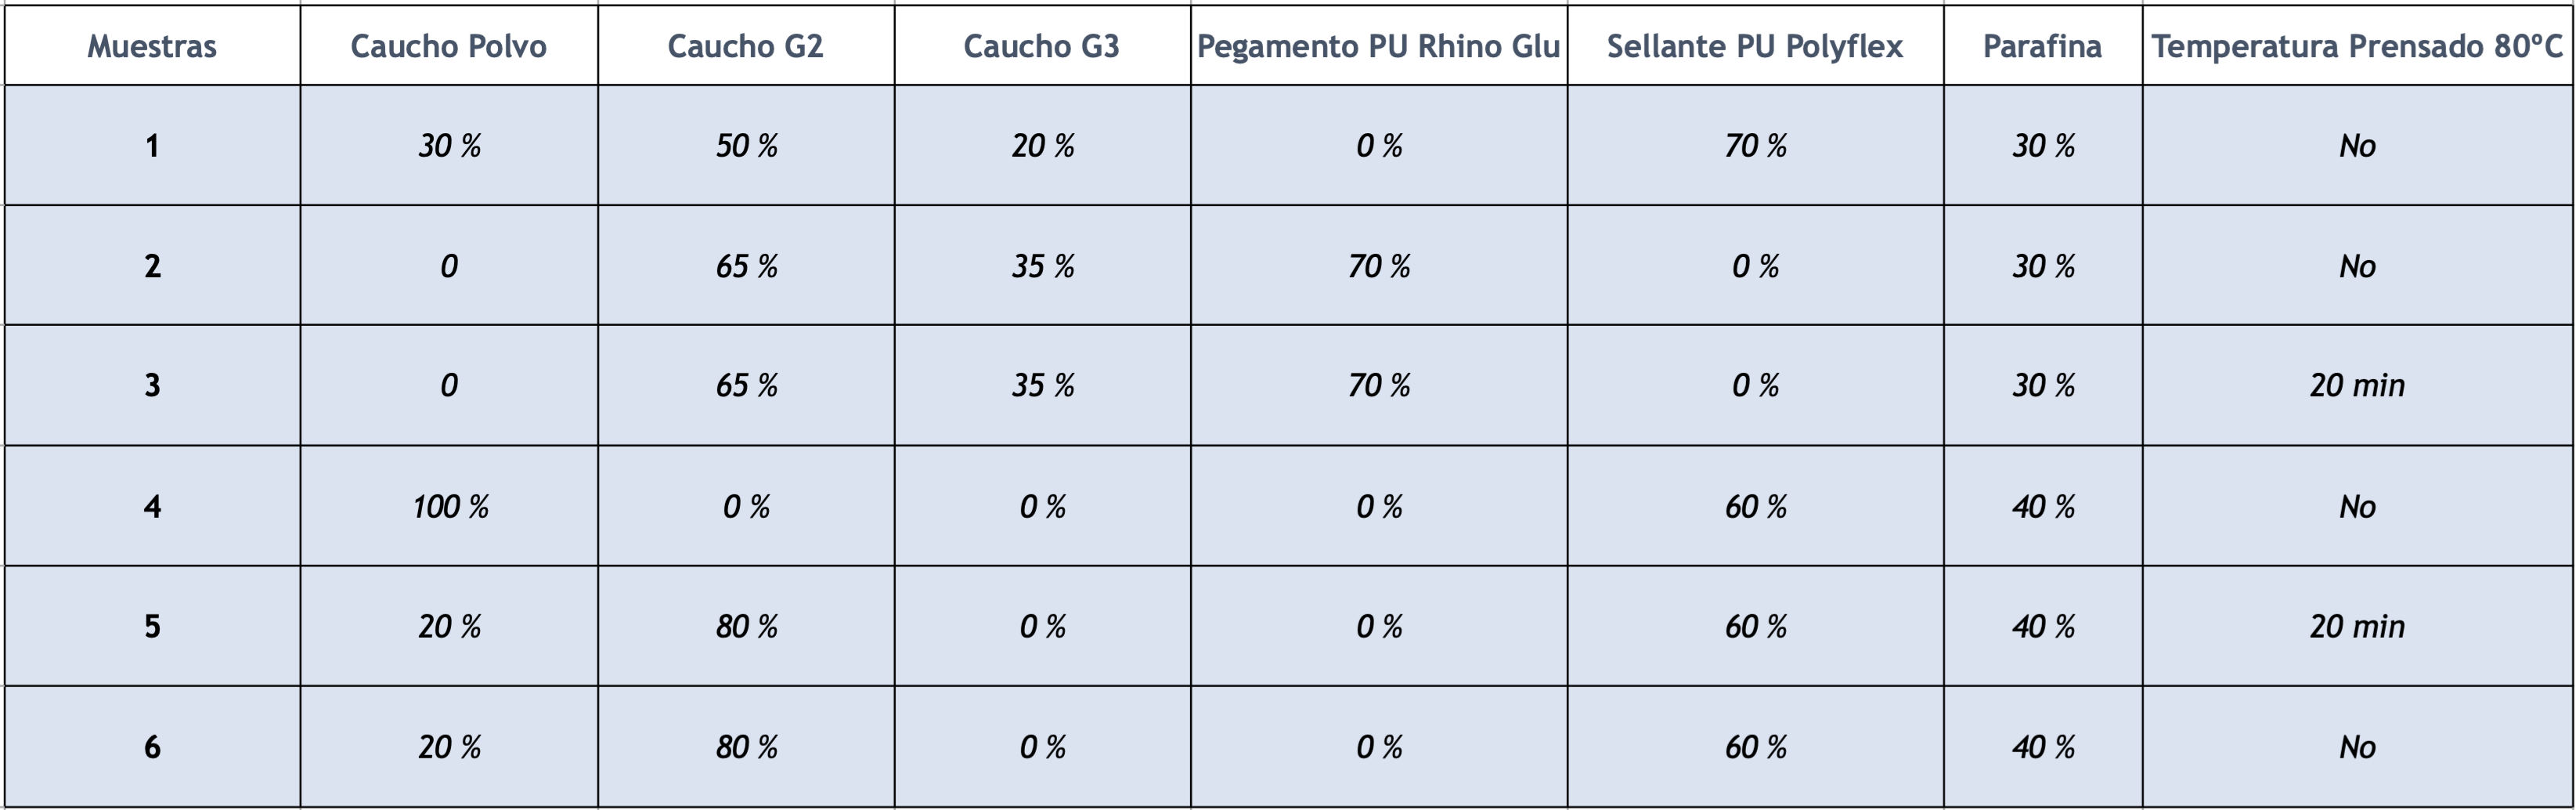 Muestras Caucho Polvo Caucho G2 Caucho G3 Pegamento PU Rhino Glu Sellante PU Polyflex Parafina Temperatura Prensado 80ºC
1 30 % 50 % 20 % 0 % 70 % 30 % No
2 0 65 % 35 % 70 % 0 % 30 % No
3 0 65 % 35 % 70 % 0 % 30 % 20 min
4 100 % 0 % 0 % 0 % 60 % 40 % No
5 20 % 80 % 0 % 0 % 60 % 40 % 20 min
6 20 % 80 % 0 % 0 % 60 % 40 % No